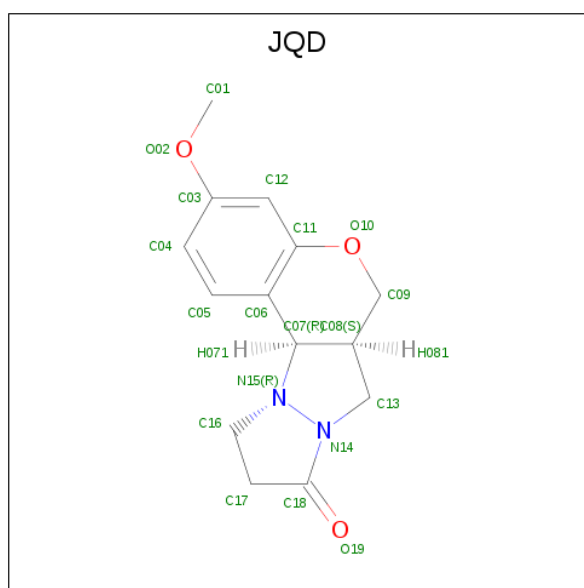 JQD
C01
O02 O
C03 C12
C11 O10
O
C04
C05 C06 C09
C07(R) C08(S)
H071 H H H081
N15(R)
N C13
C16
N N14
C17 C18
O
O19